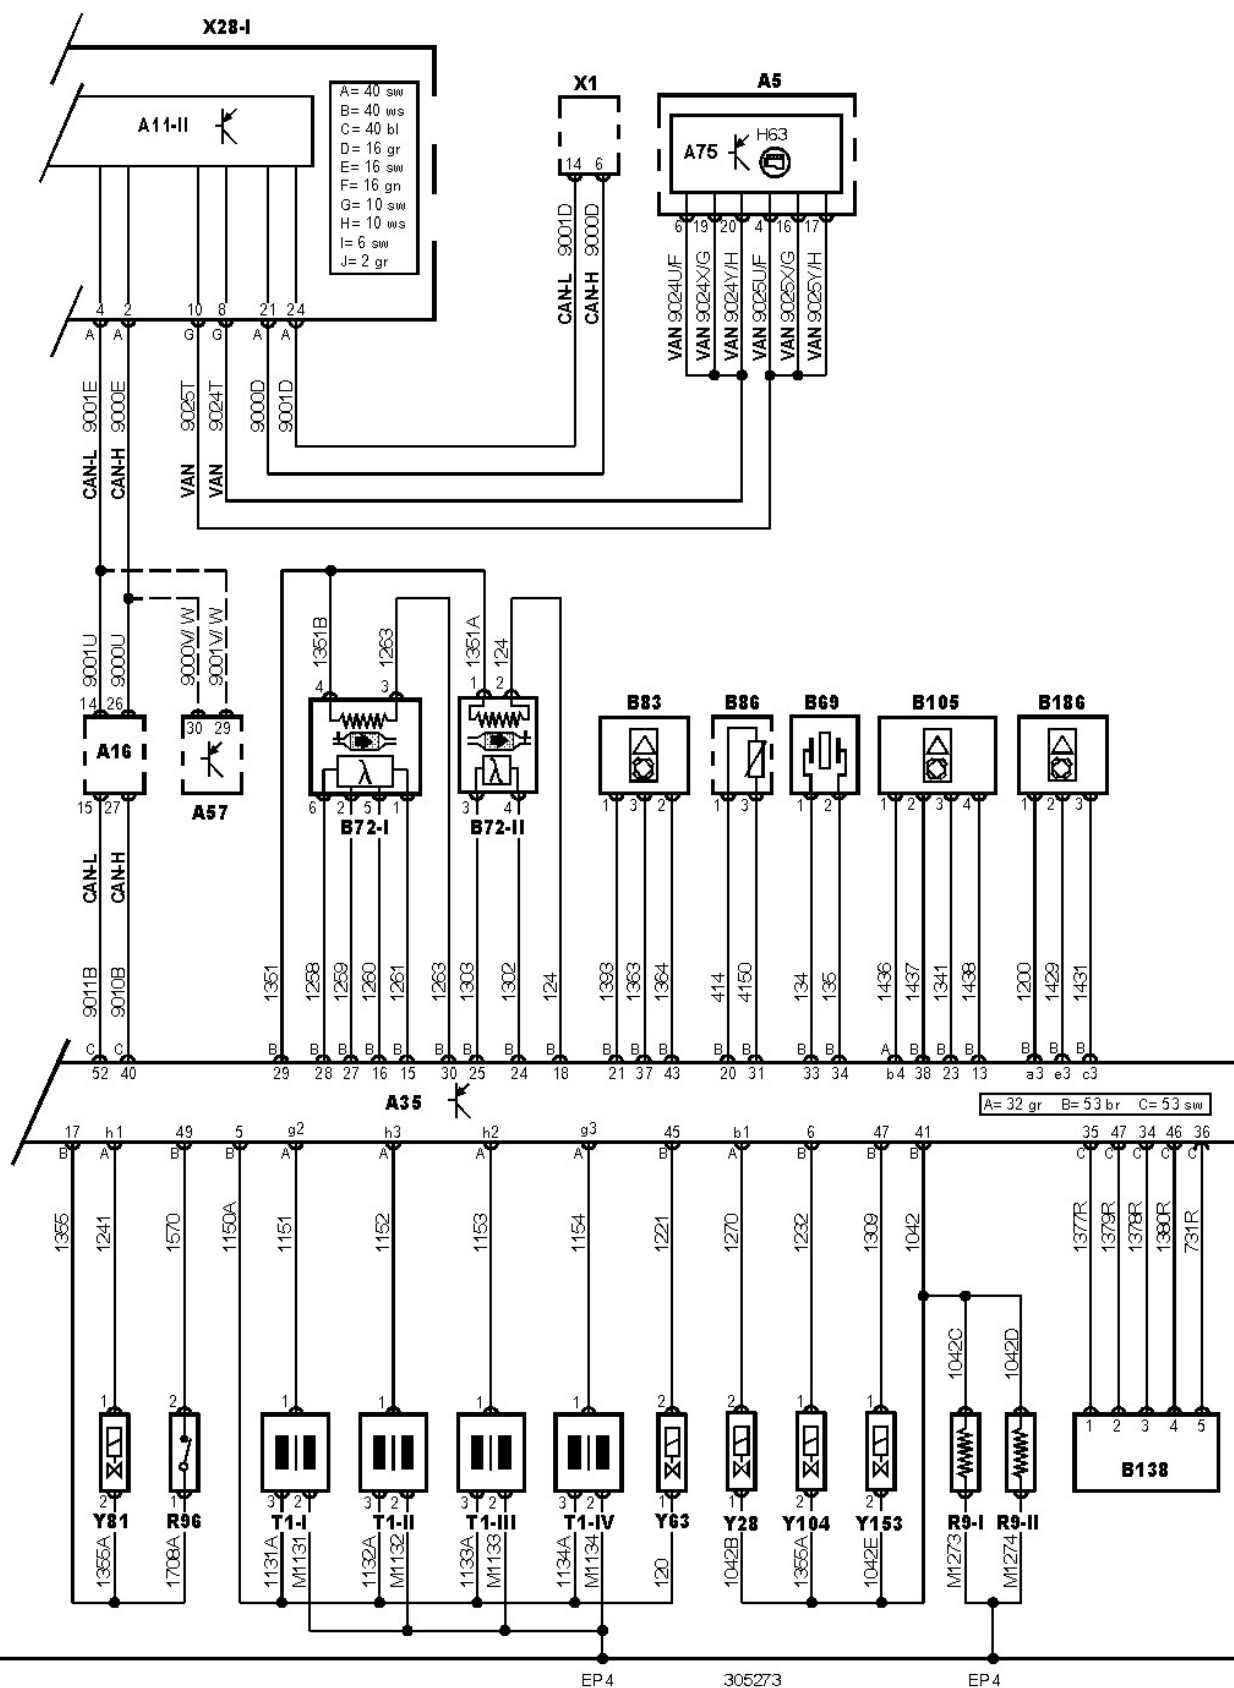 X28-I
X1
A5
A= 40 sw
B= 40 ws
C= 40 bl
D= 16 gr
E= 16 sw
F= 16 gn
G= 10 sw
H= 10 ws
I= 6 sw
J= 2 gr
A11-II
A75
H63
14 6
6 19 20 4 16 17
CAN-L 9001D
CAN-H 9000D
VAN 9024U/F
VAN 9024X/G
VAN 9024Y/H
VAN 9025U/F
VAN 9025X/G
VAN 9025Y/H
4 2 10 8 21 24
A A G G A A
CAN-L 9001E
CAN-H 9000E
VAN 9025T
VAN 9024T
9000D
9001D
9001U
9000U
9000V/W
9001V/W
1351B
1263
1351A
124
14 26
30 29
4 3
1 2
B83 B86 B69 B105 B186
A16
A57
λ
λ
15 27
6 2 5 1
3 4
1 3 2
1 3
1 2
1 2 3 4
1 2 3
B72-I B72-II
CAN-L 9011B
CAN-H 9010B
1351
1258
1259
1260
1261
1263
1303
1302
124
1393
1363
1364
414
4150
134
135
1436
1437
1341
1438
1200
1429
1431
C C B B B B B B B B B B B B B B B B A B B B B B B
52 40 29 28 27 16 15 30 25 24 18 21 37 43 20 31 33 34 b4 38 23 13 a3 e3 c3
A35
A= 32 gr B= 53 br C= 53 sw
17 h1 49 5 g2 h3 h2 g3 45 b1 6 47 41 35 47 34 46 36
B A B B A A A A B A B B B C C C C C
1355
1241
1570
1150A
1151
1152
1153
1154
1221
1270
1232
1309
1042
1377R
1379R
1378R
1380R
731R
1042C
1042D
1 2 1 1 1 1 2 2 1 1 2 2
1 2 3 4 5
B138
2 1 3 2 3 2 3 2 3 2 1 1 2 2 1 1
Y81 R96 T1-I T1-II T1-III T1-IV Y63 Y28 Y104 Y153 R9-I R9-II
1355A
1708A
1131A
M1131
1132A
M1132
1133A
M1133
1134A
M1134
120
1042B
1355A
1042E
M1273
M1274
EP4 305273 EP4